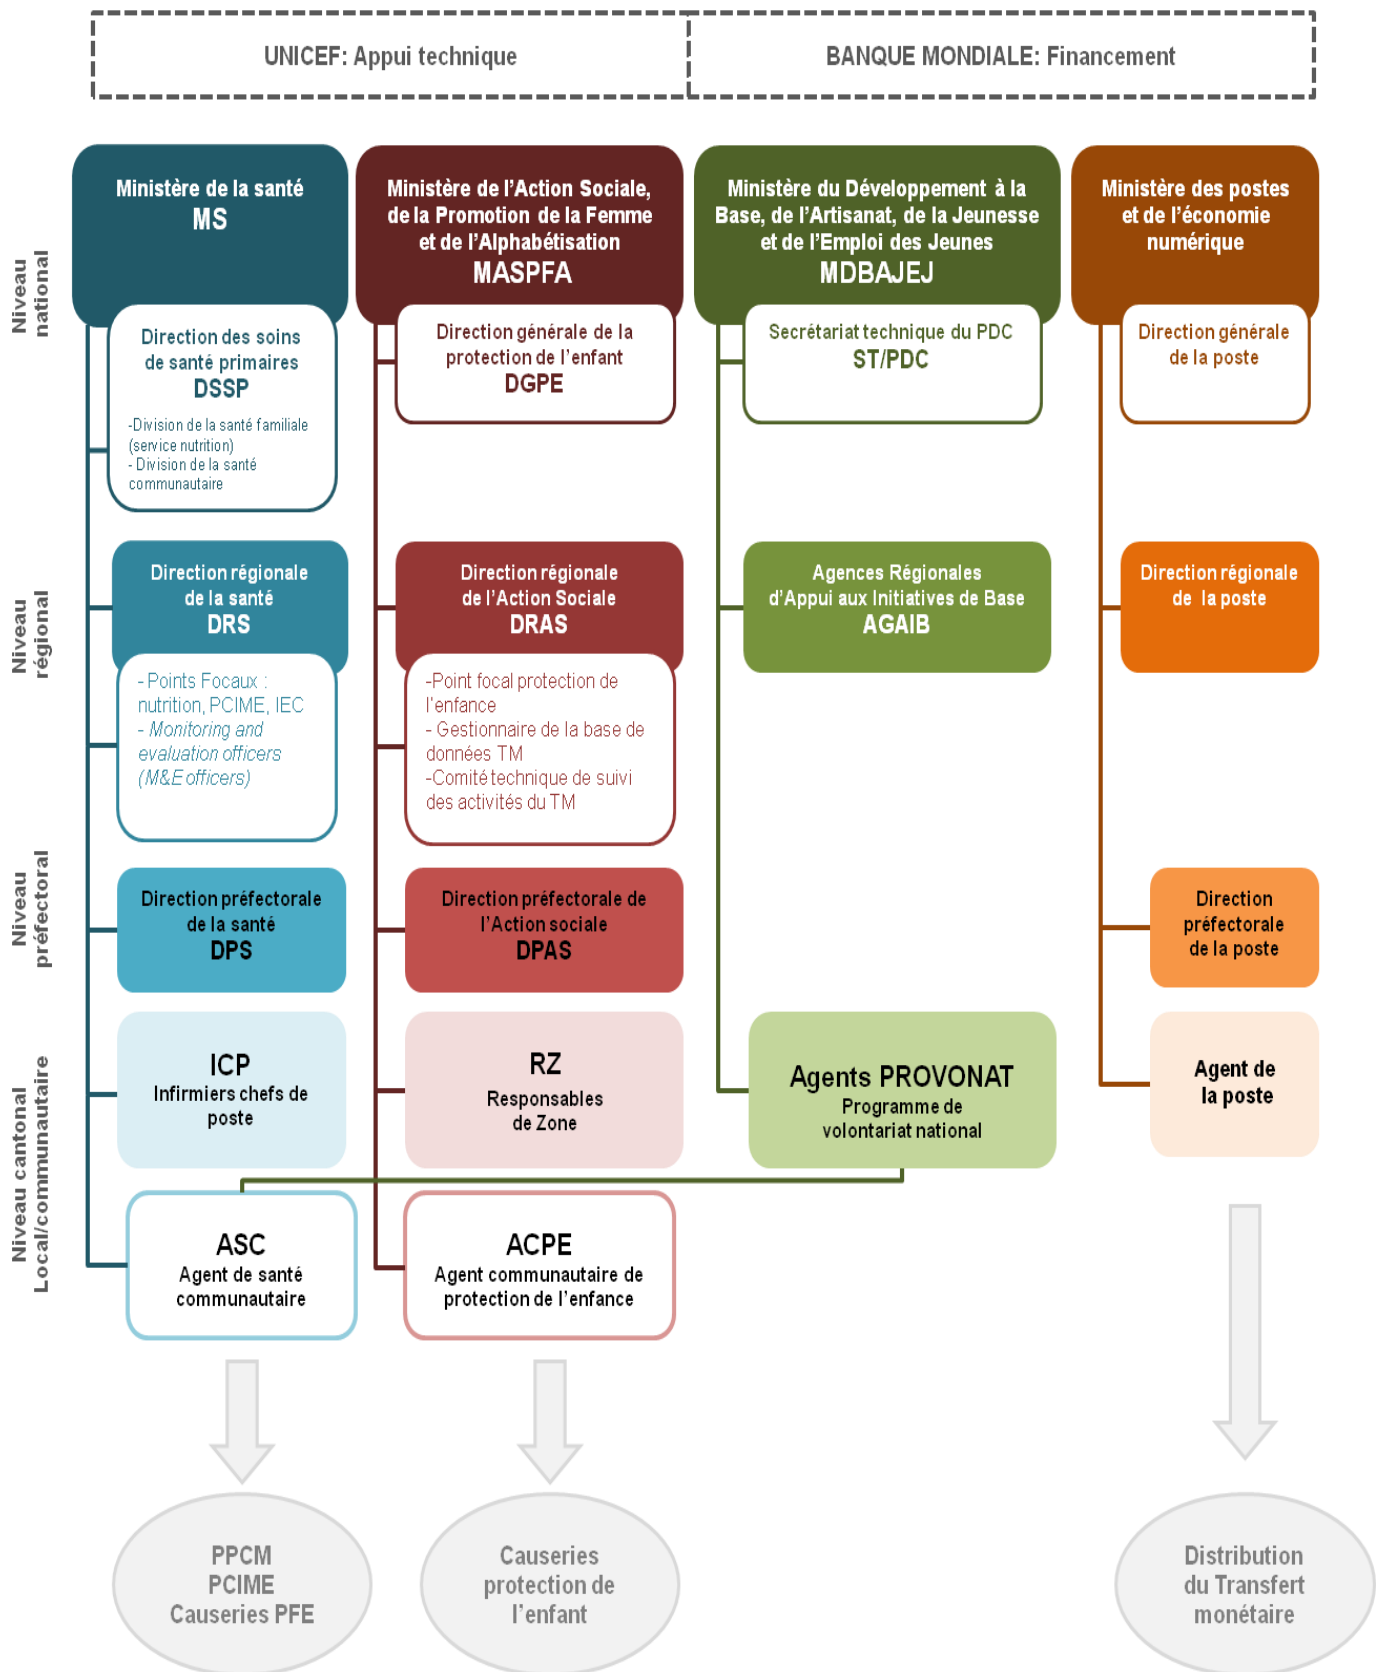 UNICEF: Appui technique
BANQUE MONDIALE: Financement
Niveau
national
Ministère de la santé
MS
Direction des soins
de santé primaires
DSSP
-Division de la santé familiale
(service nutrition)
- Division de la santé
communautaire
Ministère de l'Action Sociale,
de la Promotion de la Femme
et de l'Alphabétisation
MASPFA
Direction générale de la
protection de l'enfant
DGPE
Ministère du Développement à la
Base, de l'Artisanat, de la Jeunesse
et de l'Emploi des Jeunes
MDBAJEJ
Secrétariat technique du PDC
ST/PDC
Ministère des postes
et de l'économie
numérique
Direction générale
de la poste
Niveau
régional
Direction régionale
de la santé
DRS
- Points Focaux :
nutrition, PCIME, IEC
- Monitoring and
evaluation officers
(M&E officers)
Direction régionale
de l'Action Sociale
DRAS
-Point focal protection de
l'enfance
- Gestionnaire de la base de
données TM
-Comité technique de suivi
des activités du TM
Agences Régionales
d'Appui aux Initiatives de Base
AGAIB
Direction régionale
de la poste
Niveau
préfectoral
Direction préfectorale
de la santé
DPS
Direction préfectorale de
l'Action sociale
DPAS
Direction
préfectorale
de la poste
Niveau cantonal
Local/communautaire
ICP
Infirmiers chefs de
poste
RZ
Responsables
de Zone
Agents PROVONAT
Programme de
volontariat national
Agent de
la poste
ASC
Agent de santé
communautaire
ACPE
Agent communautaire de
protection de l'enfance
PPCM
PCIME
Causeries PFE
Causeries
protection de
l'enfant
Distribution
du Transfert
monétaire